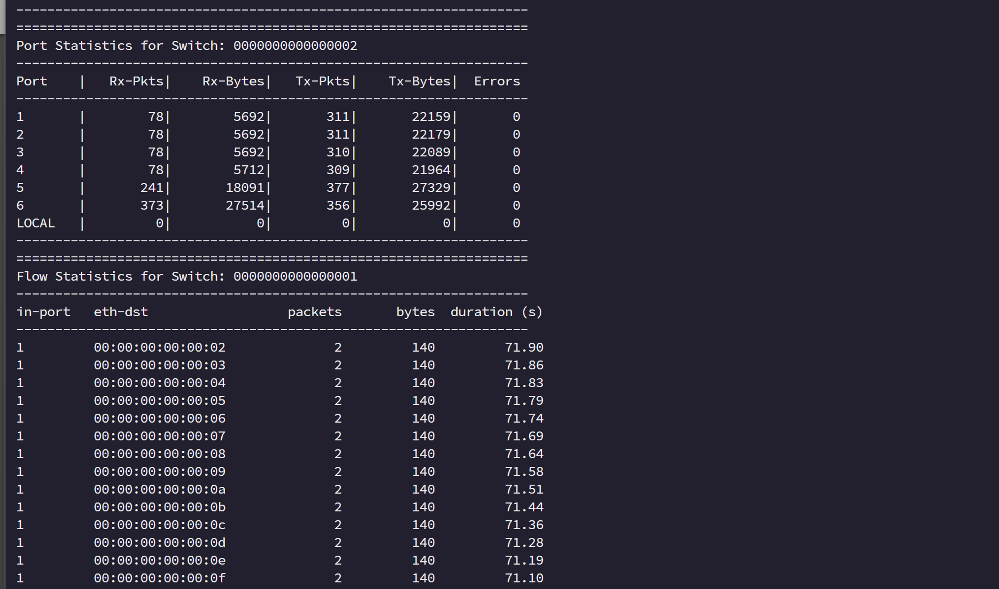 ------------------------------------------------------------------
==================================================================
Port Statistics for Switch: 0000000000000002
------------------------------------------------------------------
Port    |   Rx-Pkts|    Rx-Bytes|   Tx-Pkts|    Tx-Bytes|  Errors
------------------------------------------------------------------
1       |        78|        5692|       311|       22159|       0
2       |        78|        5692|       311|       22179|       0
3       |        78|        5692|       310|       22089|       0
4       |        78|        5712|       309|       21964|       0
5       |       241|       18091|       377|       27329|       0
6       |       373|       27514|       356|       25992|       0
LOCAL   |         0|           0|         0|           0|       0
------------------------------------------------------------------
==================================================================
Flow Statistics for Switch: 0000000000000001
------------------------------------------------------------------
in-port   eth-dst                  packets       bytes  duration (s)
------------------------------------------------------------------
1         00:00:00:00:00:02              2         140         71.90
1         00:00:00:00:00:03              2         140         71.86
1         00:00:00:00:00:04              2         140         71.83
1         00:00:00:00:00:05              2         140         71.79
1         00:00:00:00:00:06              2         140         71.74
1         00:00:00:00:00:07              2         140         71.69
1         00:00:00:00:00:08              2         140         71.64
1         00:00:00:00:00:09              2         140         71.58
1         00:00:00:00:00:0a              2         140         71.51
1         00:00:00:00:00:0b              2         140         71.44
1         00:00:00:00:00:0c              2         140         71.36
1         00:00:00:00:00:0d              2         140         71.28
1         00:00:00:00:00:0e              2         140         71.19
1         00:00:00:00:00:0f              2         140         71.10